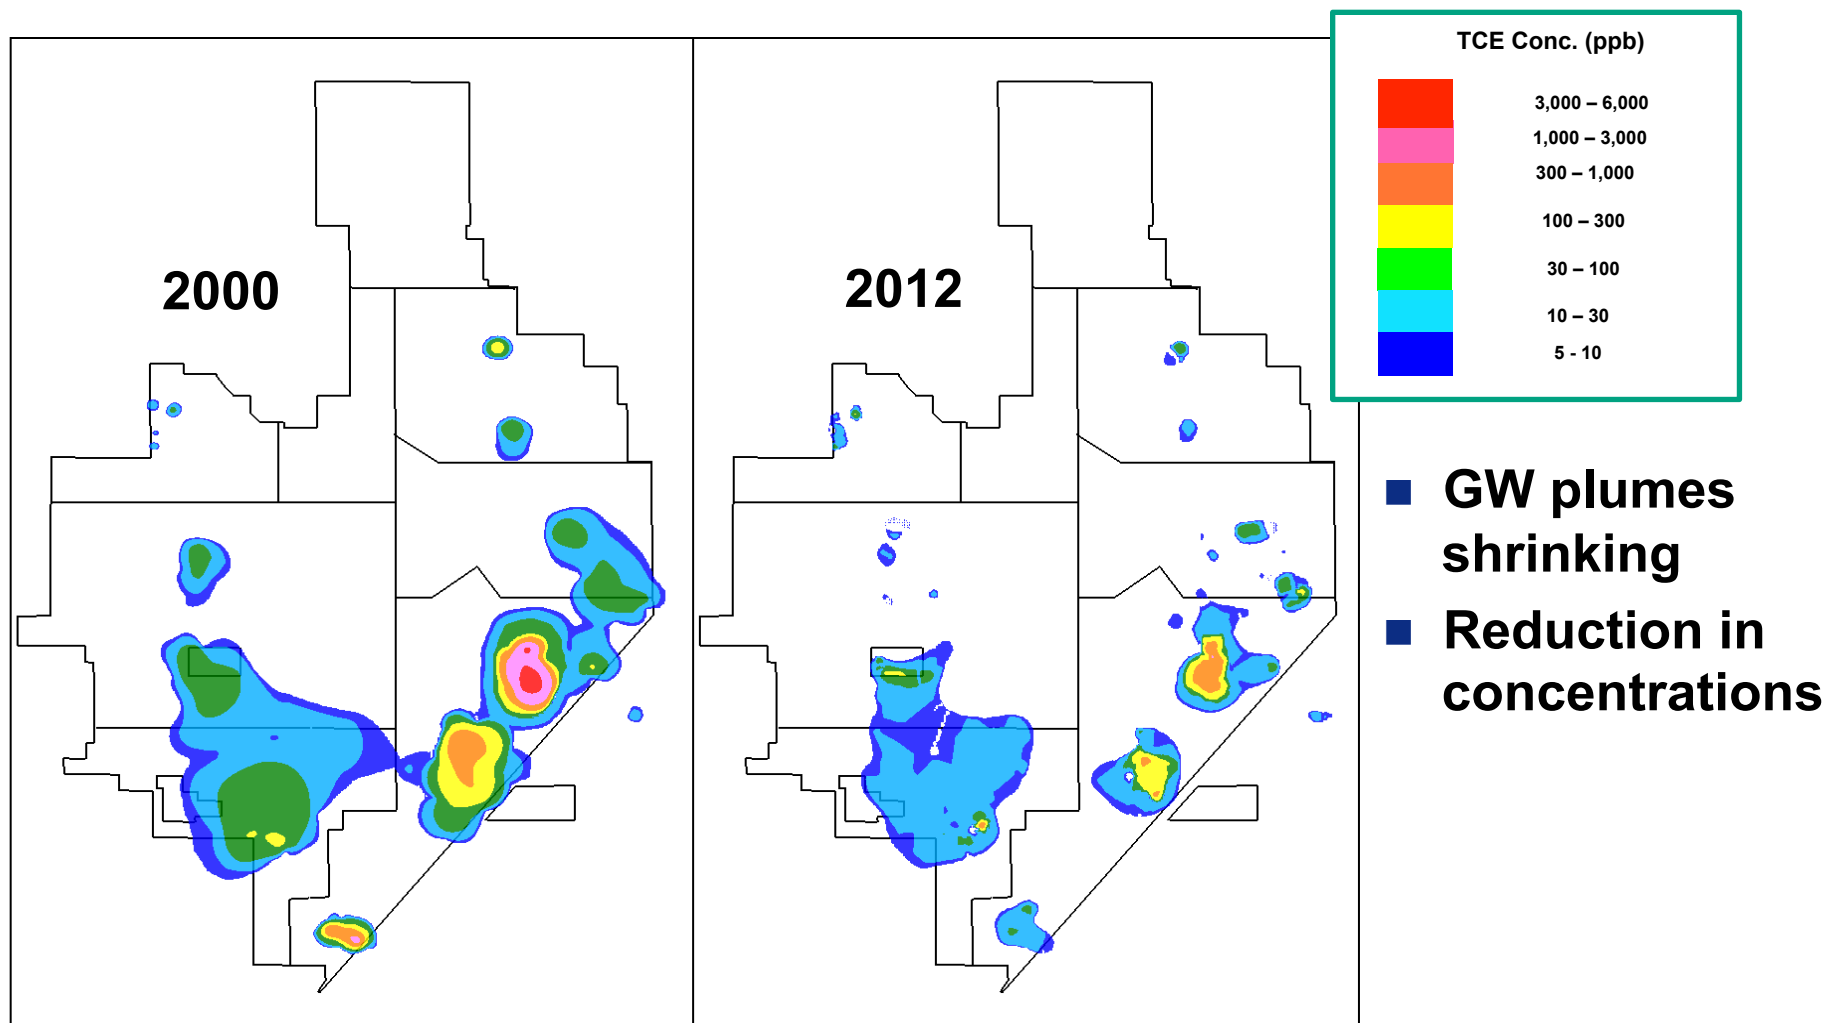 2000
2012
TCE Conc. (ppb)
3,000 – 6,000
1,000 – 3,000
300 – 1,000
100 – 300
30 – 100
10 – 30
5 - 10
■ GW plumes
shrinking
■ Reduction in
concentrations